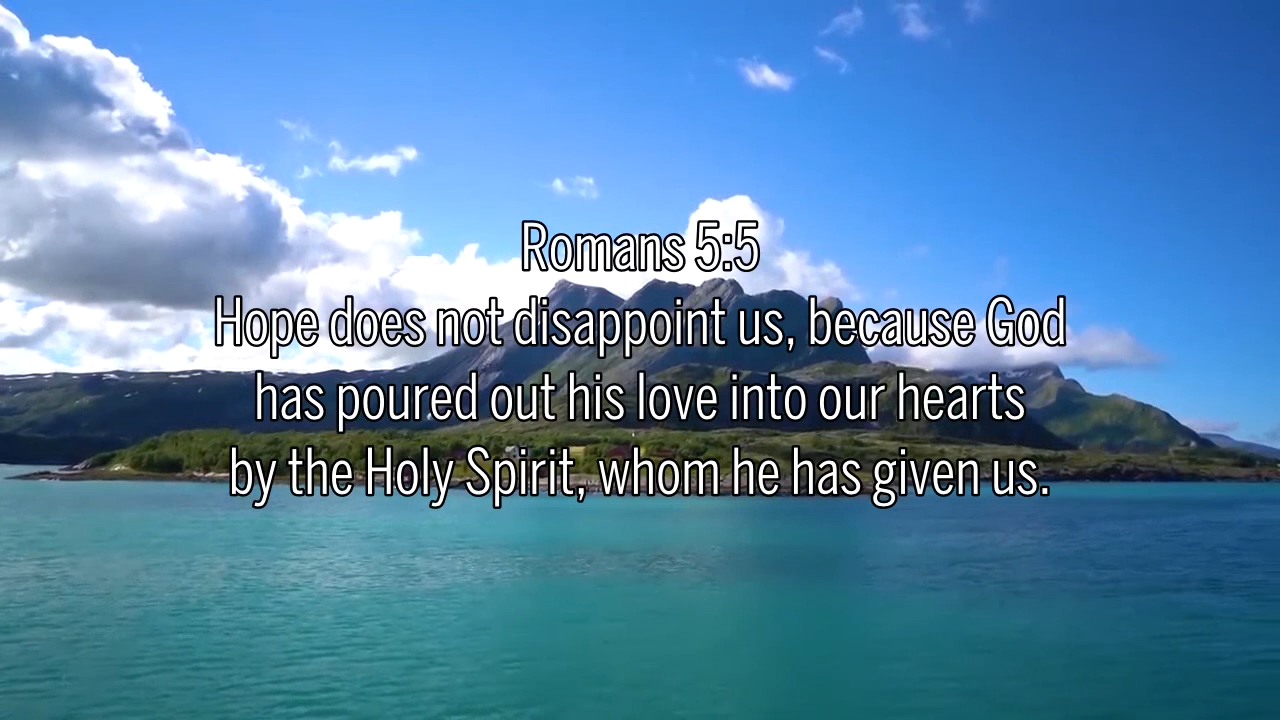 Romans 5:5
Hope does not disappoint us, because God
has poured out his love into our hearts
by the Holy Spirit, whom he has given us.